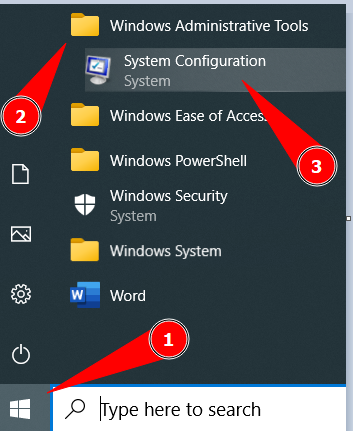 Windows Administrative Tools
2
System Configuration
System
3
Windows Ease of Access
Windows PowerShell
Windows Security
System
Windows System
Word
1
Type here to search